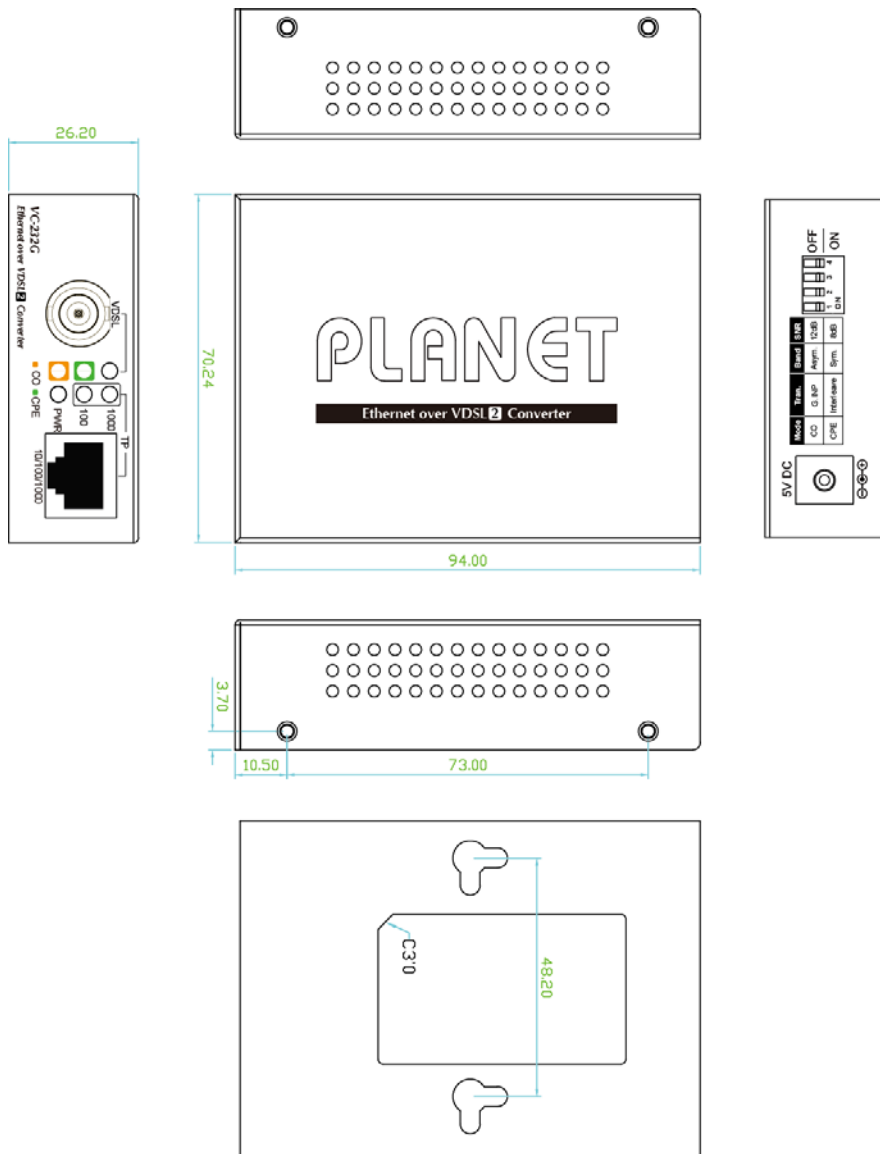 26.20
VC-232G
Ethernet over VDSL2 Converter
VDSL
CO CPE
PWR
100
1000
TP
10/100/1000
70.24
PLANET
Ethernet over VDSL2 Converter
94.00
OFF
ON
1 2 3 4
ON
Mode Tran. Band SNR
CO G.INP Asym. 12dB
CPE Interleave Sym. 8dB
5V DC
3.70
10.50
73.00
C3'0
48.20